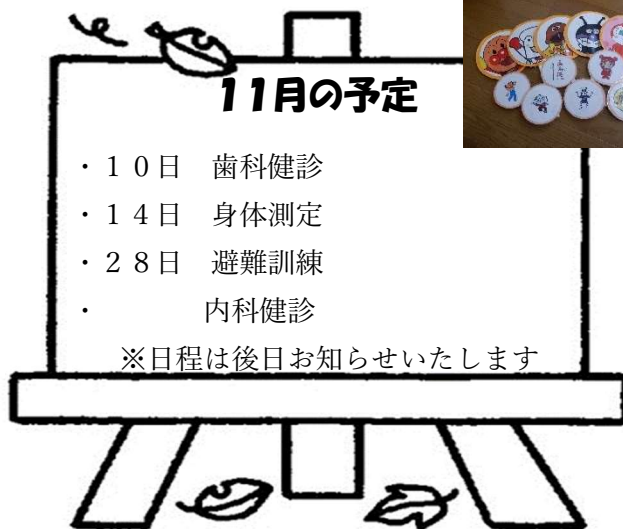 11月の予定
・１０日　歯科健診
・１４日　身体測定
・２８日　避難訓練
・　　　　内科健診
※日程は後日お知らせいたします